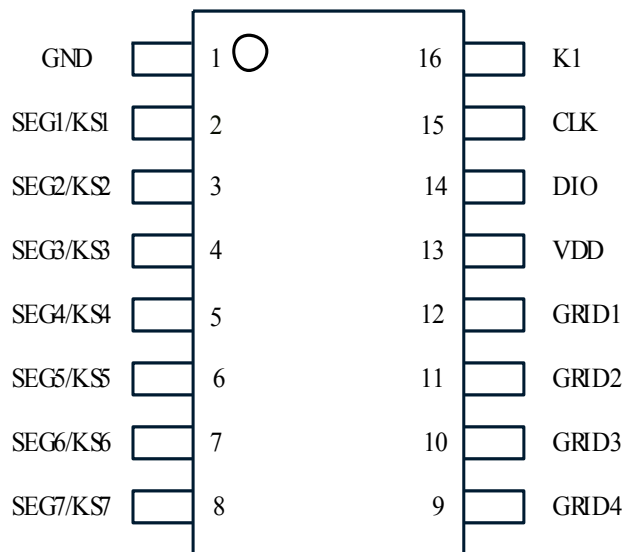 GND 1 16 K1
SEG1/KS1 2 15 CLK
SEG2/KS2 3 14 DIO
SEG3/KS3 4 13 VDD
SEG4/KS4 5 12 GRID1
SEG5/KS5 6 11 GRID2
SEG6/KS6 7 10 GRID3
SEG7/KS7 8 9 GRID4